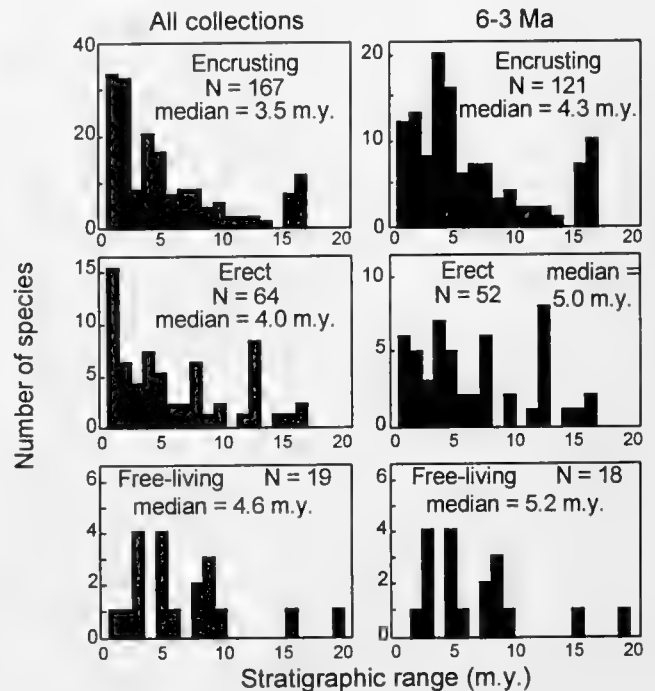 All collections
6-3 Ma
Number of species
60
40
20
0
Encrusting
N = 167
median = 3.5 m.y.
0 5 10 15 20
20
10
0
Encrusting
N = 121
median = 4.3 m.y.
0 5 10 15 20
15
10
5
0
Erect
N = 64
median = 4.0 m.y.
0 5 10 15 20
10
5
0
Erect
N = 52
median =
5.0 m.y.
0 5 10 15 20
6
4
2
0
Free-living N = 19
median = 4.6 m.y.
0 5 10 15 20
6
4
2
0
Free-living N = 18
median = 5.2 m.y.
0 5 10 15 20
Stratigraphic range (m.y.)